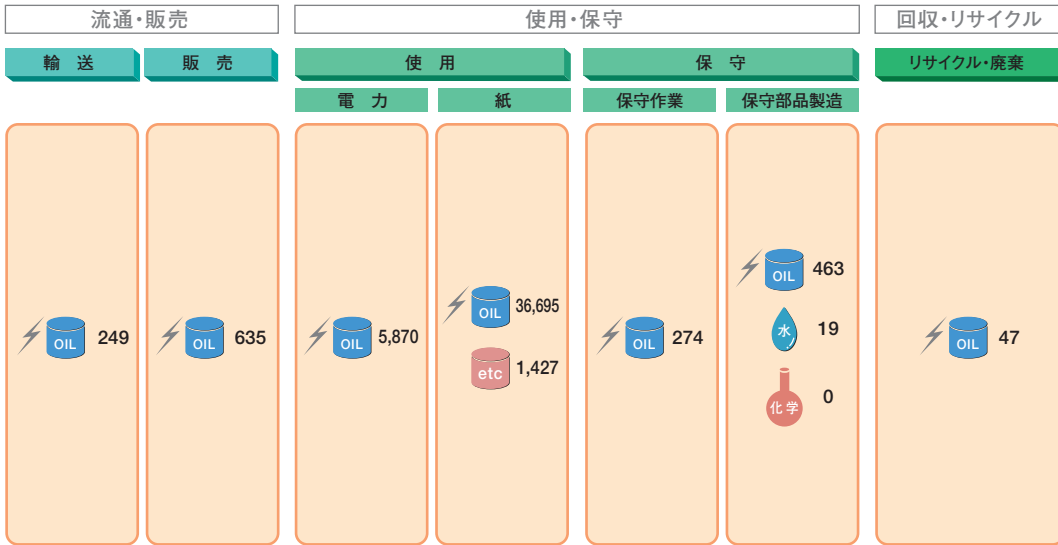 流通・販売
使用・保守
回収・リサイクル
輸 送
販 売
使 用
保 守
リサイクル・廃棄
電 力
紙
保守作業
保守部品製造
OIL 249
OIL 635
OIL 5,870
OIL 36,695
etc 1,427
OIL 274
OIL 463
水 19
化学 0
OIL 47